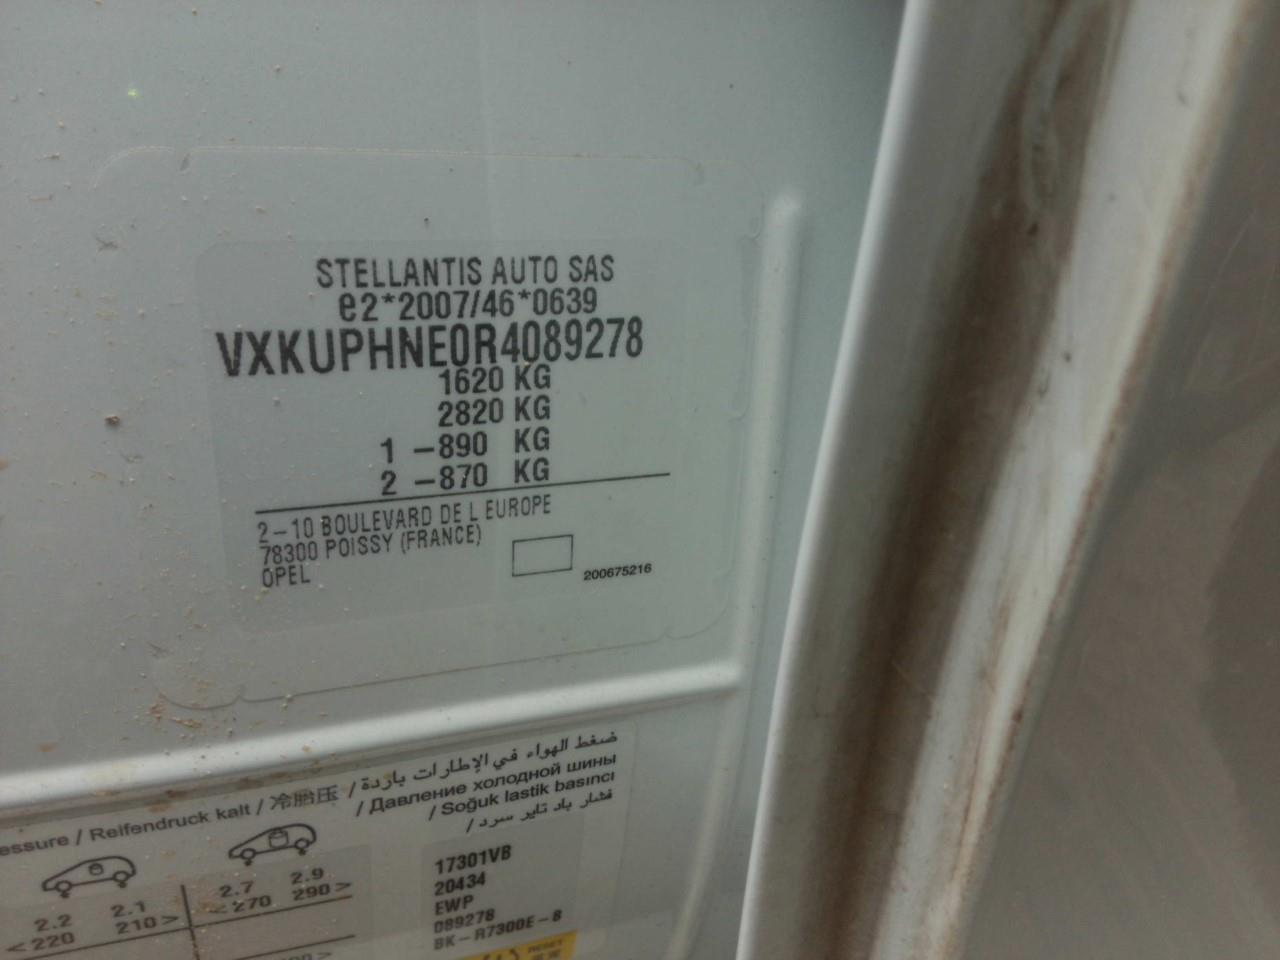 STELLANTIS AUTO SAS
e2*2007/46*0639
VXKUPHNE0R4089278
1620 KG
2820 KG
1 -890 KG
2 -870 KG
2-10 BOULEVARD DE L EUROPE
78300 POISSY (FRANCE)
OPEL
200675216
ضغط الهواء في الإطارات باردة /
essure / Reifendruck kalt / 冷胎压 / Давление холодной шины
/ Soğuk lastik basıncı
/ فشار باد تایر سرد
2.2 2.1
<220 210>
2.7 2.9
<270 290>
17301VB
20434
EWP
089278
BK-R7300E-8
RESET